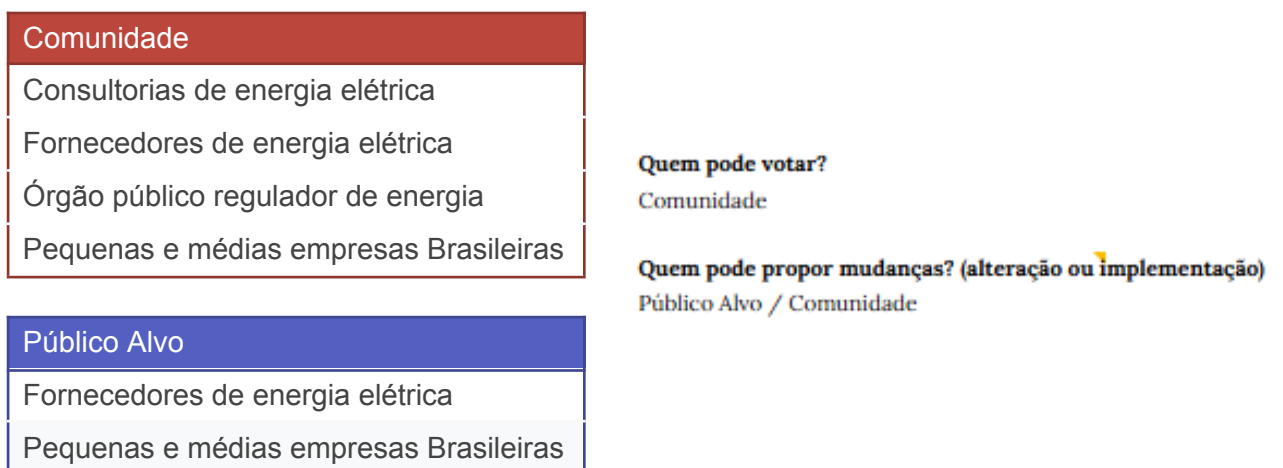 Comunidade
Consultorias de energia elétrica
Fornecedores de energia elétrica
Órgão público regulador de energia
Pequenas e médias empresas Brasileiras
Público Alvo
Fornecedores de energia elétrica
Pequenas e médias empresas Brasileiras
Quem pode votar?
Comunidade
Quem pode propor mudanças? (alteração ou implementação)
Público Alvo / Comunidade